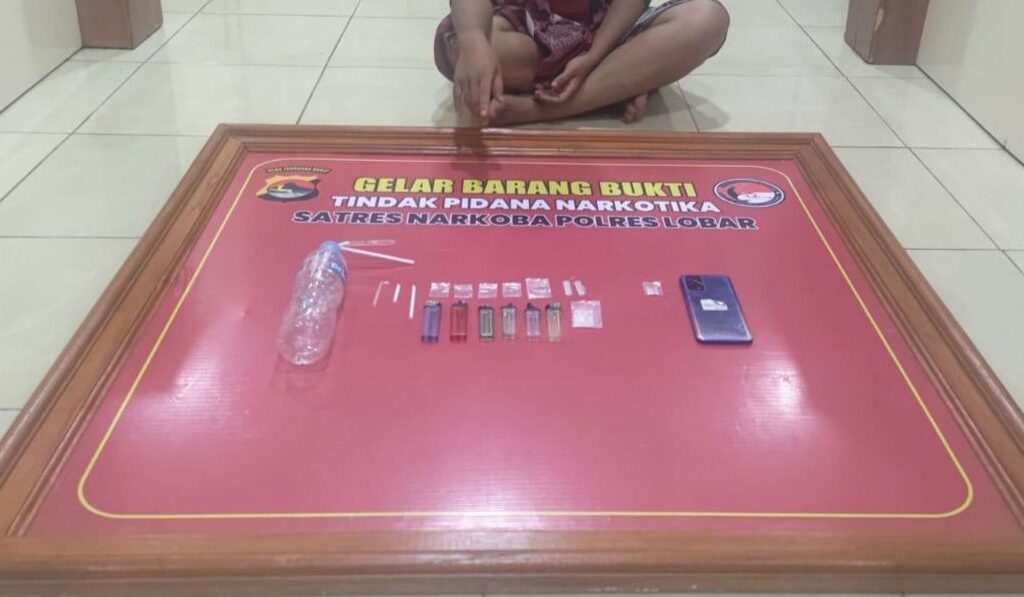 GELAR BARANG BUKTI
TINDAK PIDANA NARKOTIKA
SATRES NARKOBA POLRES LOBAR